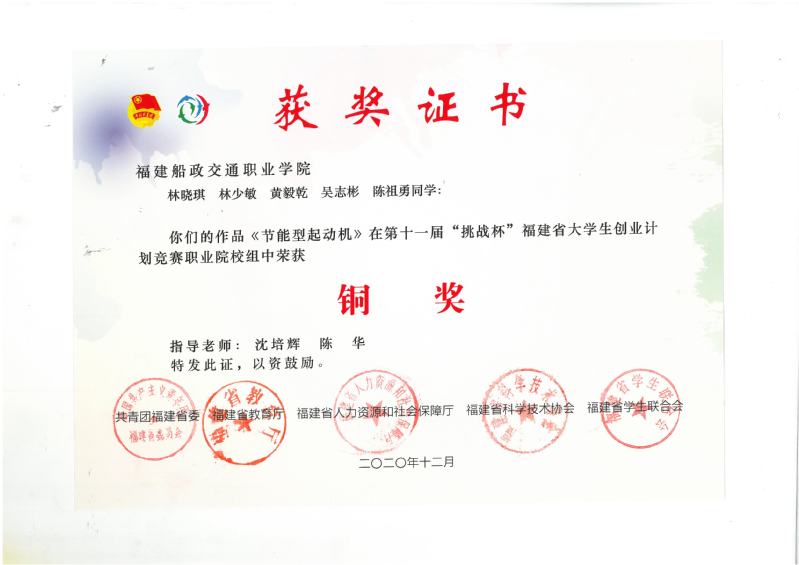 获奖证书
福建船政交通职业学院
林晓琪 林少敏 黄毅乾 吴志彬 陈祖勇同学:
你们的作品《节能型起动机》在第十一届“挑战杯”福建省大学生创业计
划竞赛职业院校组中荣获
铜 奖
指导老师: 沈培辉 陈 华
特发此证,以资鼓励。
共青团福建省委 福建省教育厅 福建省人力资源和社会保障厅 福建省科学技术协会 福建省学生联合会
福建省委员会
二〇二〇年十二月